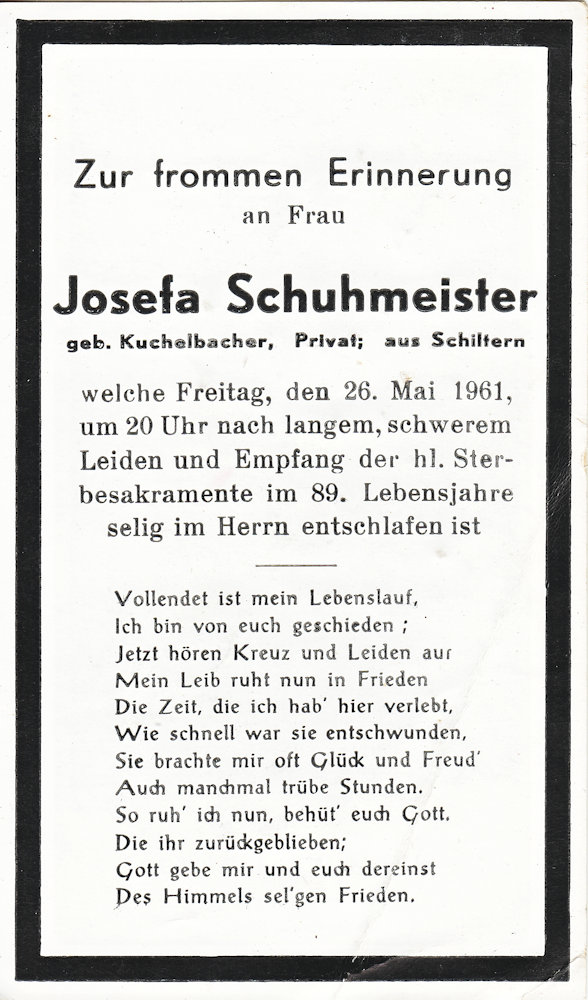 Zur frommen Erinnerung
an Frau
Josefa Schuhmeister
geb. Kuchelbacher, Privat; aus Schiltern
welche Freitag, den 26. Mai 1961,
um 20 Uhr nach langem, schwerem
Leiden und Empfang der hl. Ster-
besakramente im 89. Lebensjahre
selig im Herrn entschlafen ist
Vollendet ist mein Lebenslauf,
Ich bin von euch geschieden ;
Jetzt hören Kreuz und Leiden auf
Mein Leib ruht nun in Frieden
Die Zeit, die ich hab' hier verlebt,
Wie schnell war sie entschwunden,
Sie brachte mir oft Glück und Freud'
Auch manchmal trübe Stunden.
So ruh' ich nun, behüt' euch Gott.
Die ihr zurückgeblieben;
Gott gebe mir und euch dereinst
Des Himmels sel'gen Frieden.